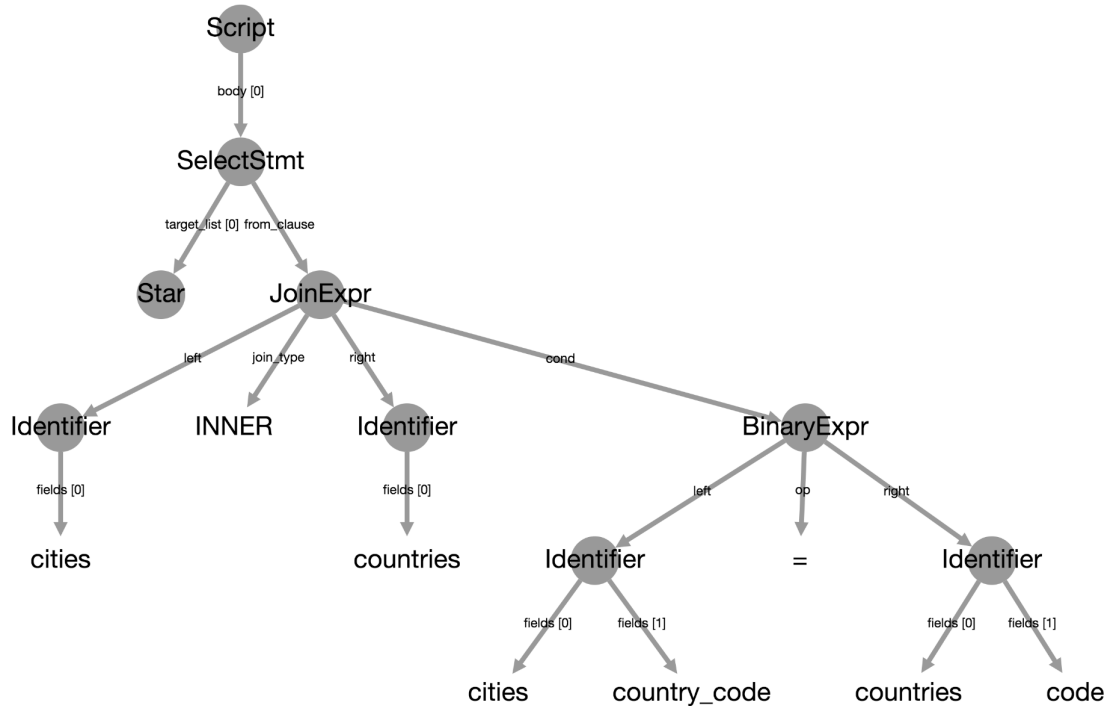 Script
body [0]
SelectStmt
target_list [0] from_clause
Star JoinExpr
left join_type right cond
Identifier INNER Identifier BinaryExpr
fields [0] fields [0] left op right
cities countries Identifier = Identifier
fields [0] fields [1] fields [0] fields [1]
cities country_code countries code